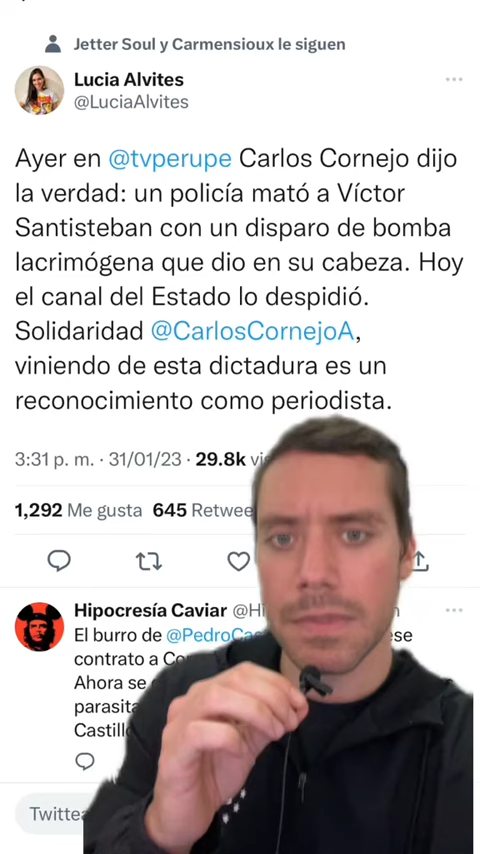 Jetter Soul y Carmensioux le siguen
Lucia Alvites
@LuciaAlvites
Ayer en @tvperupe Carlos Cornejo dijo
la verdad: un policía mató a Víctor
Santisteban con un disparo de bomba
lacrimógena que dio en su cabeza. Hoy
el canal del Estado lo despidió.
Solidaridad @CarlosCornejoA,
viniendo de esta dictadura es un
reconocimiento como periodista.
3:31 p. m. · 31/01/23 · 29.8k
1,292 Me gusta 645
Hipocresía Caviar
El burro de
contrato a
Ahora se